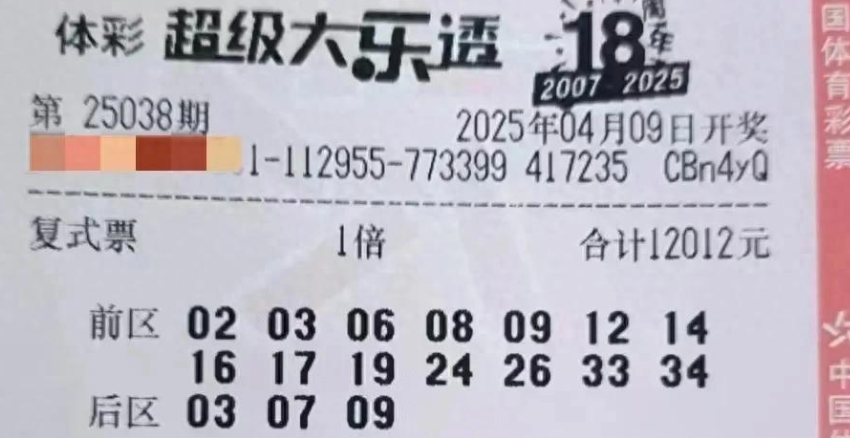 体彩 超级大乐透 18周年
2007-2025
第 25038期 2025年04月09日开奖
1-112955-773399 417235 CBn4yQ
复式票 1倍 合计12012元
前区 02 03 06 08 09 12 14
16 17 19 24 26 33 34
后区 03 07 09
国体育彩票
中国